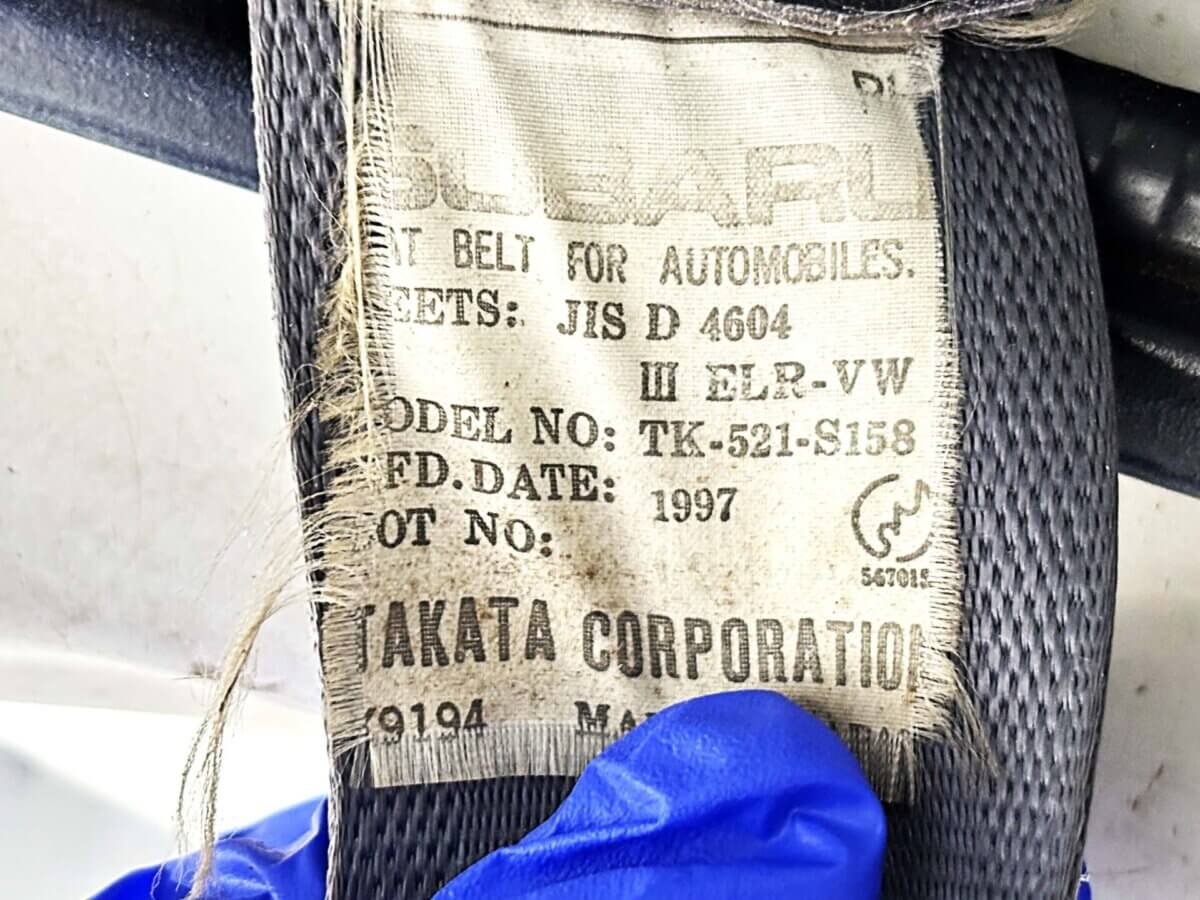 SUBARU
AT BELT FOR AUTOMOBILES.
EETS: JIS D 4604
III ELR-VW
ODEL NO: TK-521-S158
FD. DATE: 1997
OT NO:
567015
TAKATA CORPORATION
9194